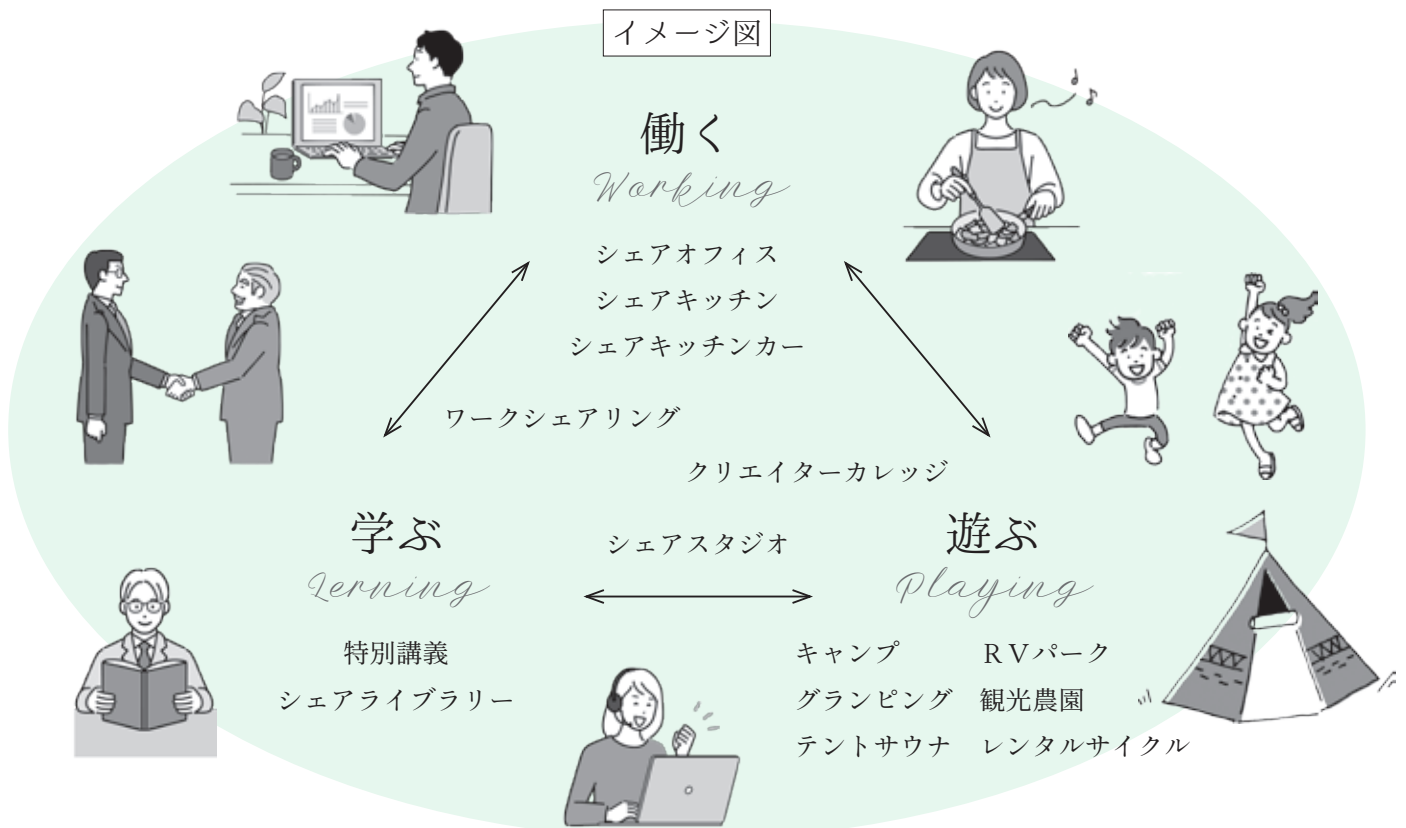 イメージ図
働く
Working
シェアオフィス
シェアキッチン
シェアキッチンカー
ワークシェアリング
クリエイターカレッジ
シェアスタジオ
学ぶ
Lerning
特別講義
シェアライブラリー
遊ぶ
Playing
キャンプ　ＲＶパーク
グランピング　観光農園
テントサウナ　レンタルサイクル